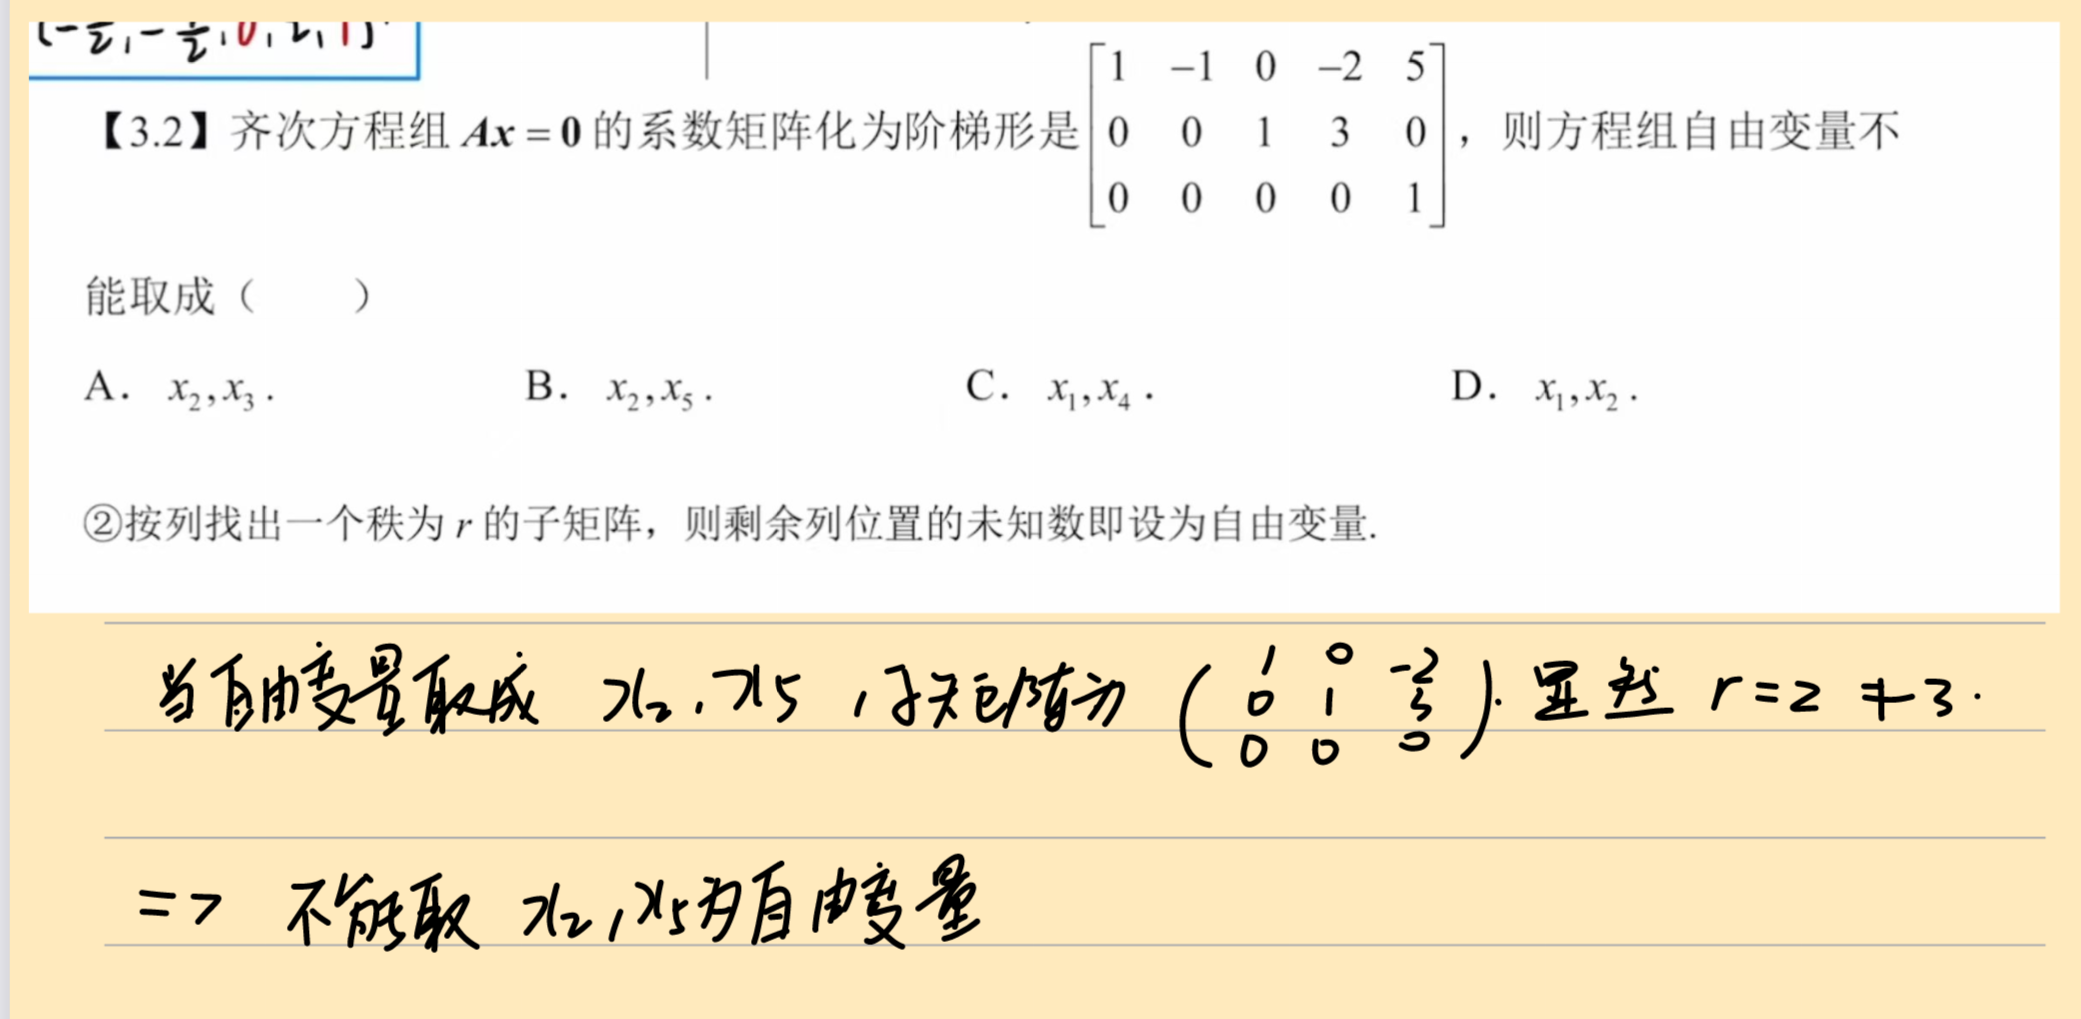 【3.2】齐次方程组 Ax = 0 的系数矩阵化为阶梯形是 [1 −1 0 −2 5; 0 0 1 3 0; 0 0 0 0 1] ，则方程组自由变量不
能取成（　　）
A． x₂,x₃ .　B． x₂,x₅ .　C． x₁,x₄ .　D． x₁,x₂ .
②按列找出一个秩为 r 的子矩阵，则剩余列位置的未知数即设为自由变量.
当自由变量取成 x₂,x₅ ,子矩阵为 (1 0 -2; 0 1 3; 0 0 0). 显然 r=2 ≠3.
=> 不能取 x₂,x₅为自由变量